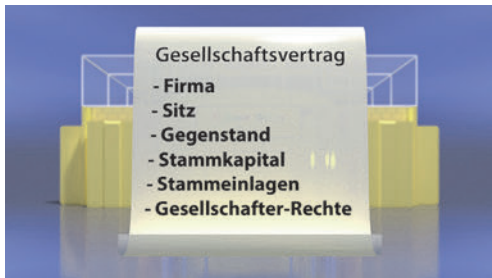 Gesellschaftsvertrag
- Firma
- Sitz
- Gegenstand
- Stammkapital
- Stammeinlagen
- Gesellschafter-Rechte